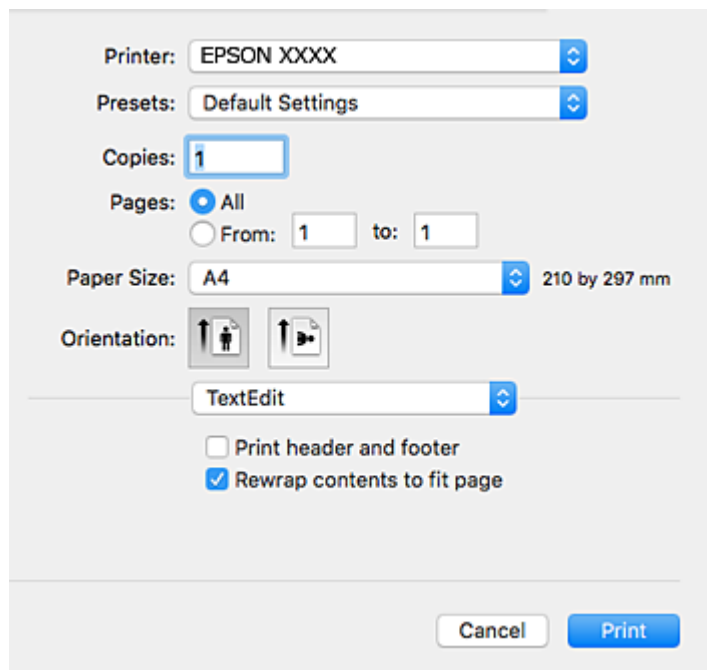 Printer: EPSON XXXX
Presets: Default Settings
Copies: 1
Pages: All
From: 1 to: 1
Paper Size: A4 210 by 297 mm
Orientation:
TextEdit
Print header and footer
Rewrap contents to fit page
Cancel Print